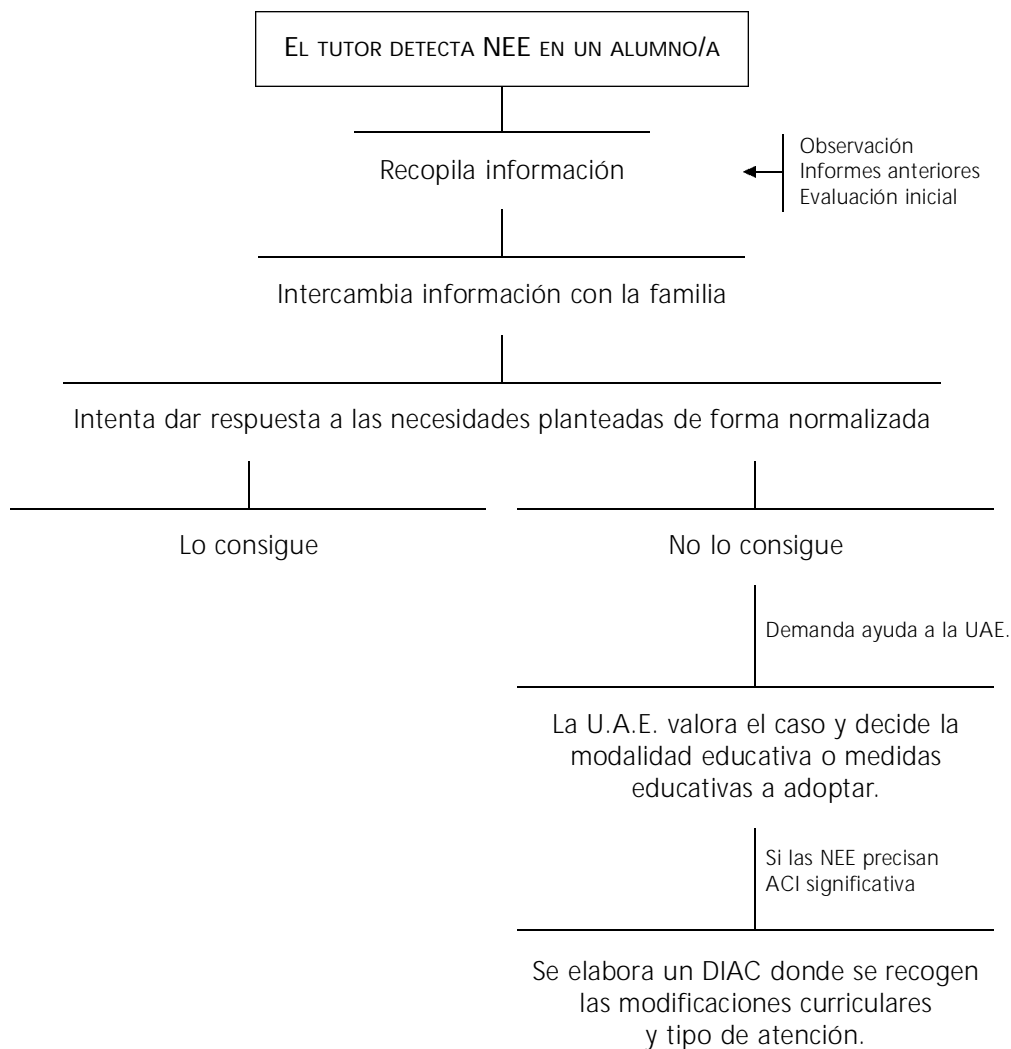 EL TUTOR DETECTA NEE EN UN ALUMNO/A
Recopila información
Observación
Informes anteriores
Evaluación inicial
Intercambia información con la familia
Intenta dar respuesta a las necesidades planteadas de forma normalizada
Lo consigue
No lo consigue
Demanda ayuda a la UAE.
La U.A.E. valora el caso y decide la
modalidad educativa o medidas
educativas a adoptar.
Si las NEE precisan
ACI significativa
Se elabora un DIAC donde se recogen
las modificaciones curriculares
y tipo de atención.